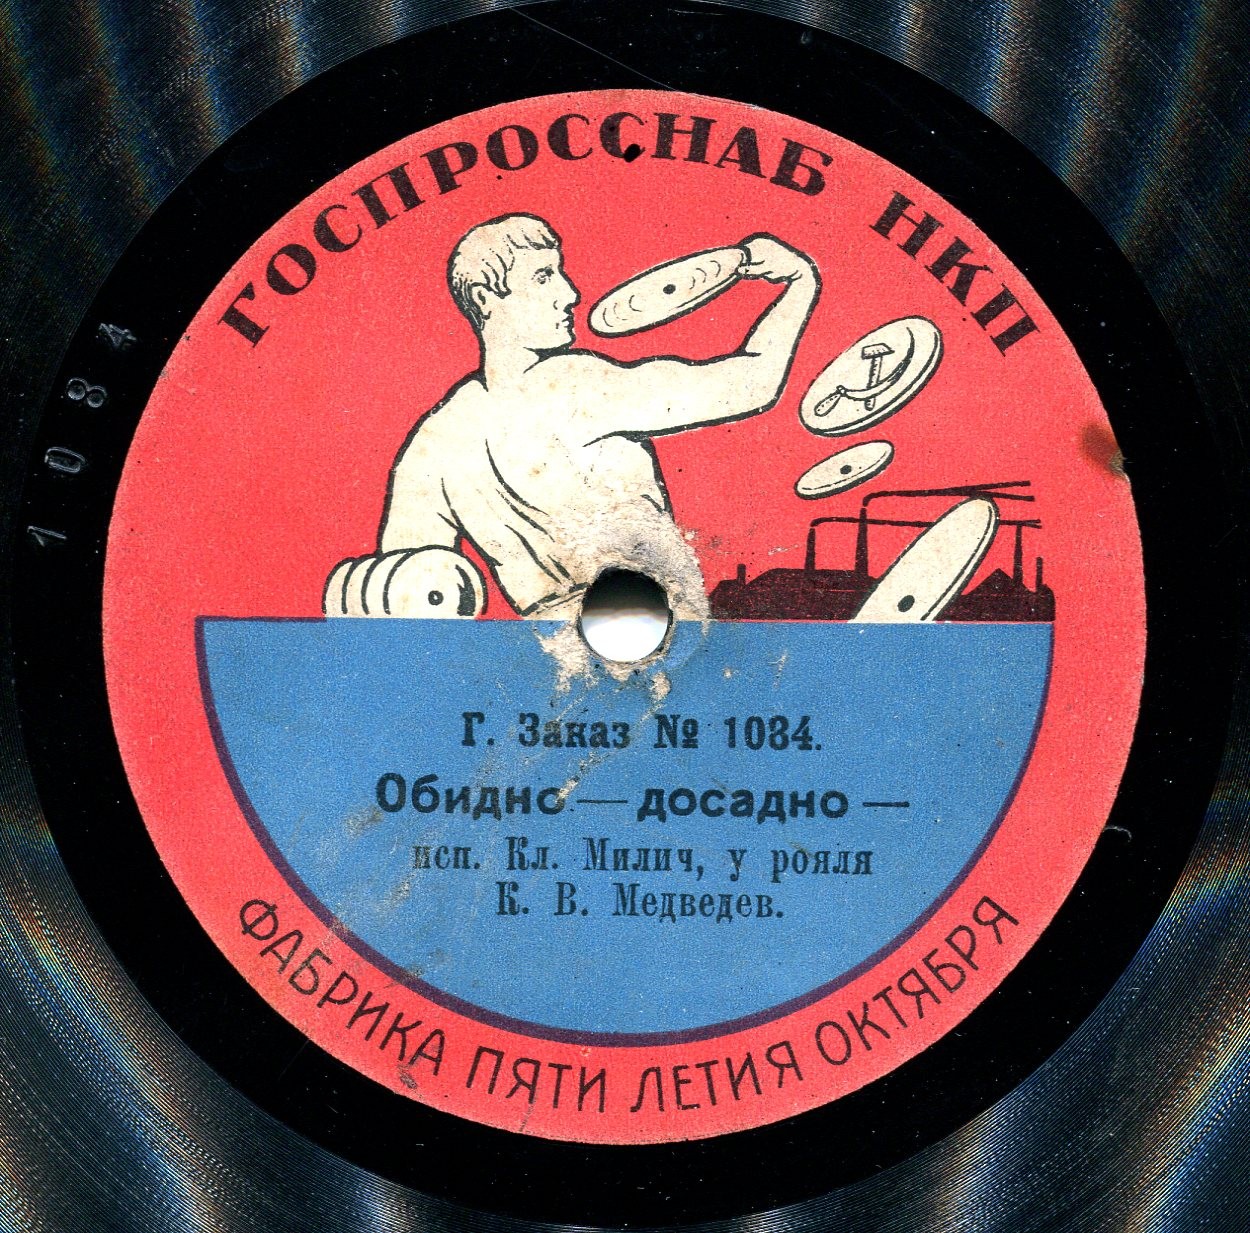 ГОСПРОССНАБ НКП
1084
Г. Заказ № 1084.
Обидно — досадно —
исп. Кл. Милич, у рояля
К. В. Медведев.
ФАБРИКА ПЯТИ ЛЕТИЯ ОКТЯБРЯ